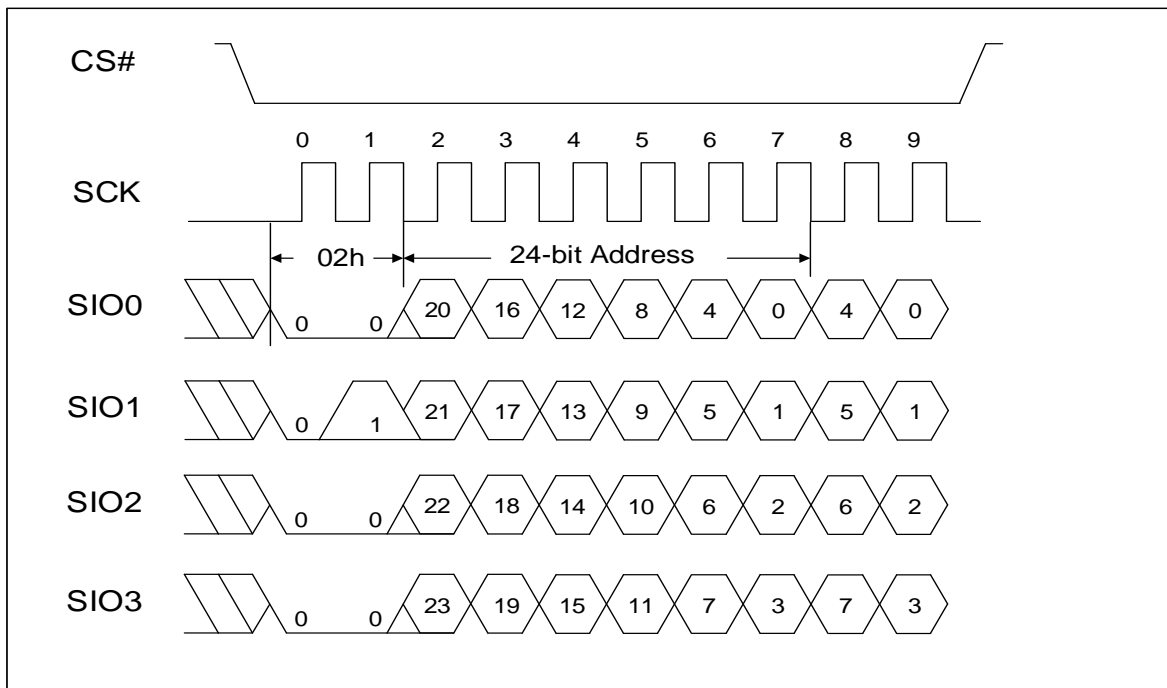 CS#
0 1 2 3 4 5 6 7 8 9
SCK
02h 24-bit Address
SIO0 0 0 20 16 12 8 4 0 4 0
SIO1 0 1 21 17 13 9 5 1 5 1
SIO2 0 0 22 18 14 10 6 2 6 2
SIO3 0 0 23 19 15 11 7 3 7 3